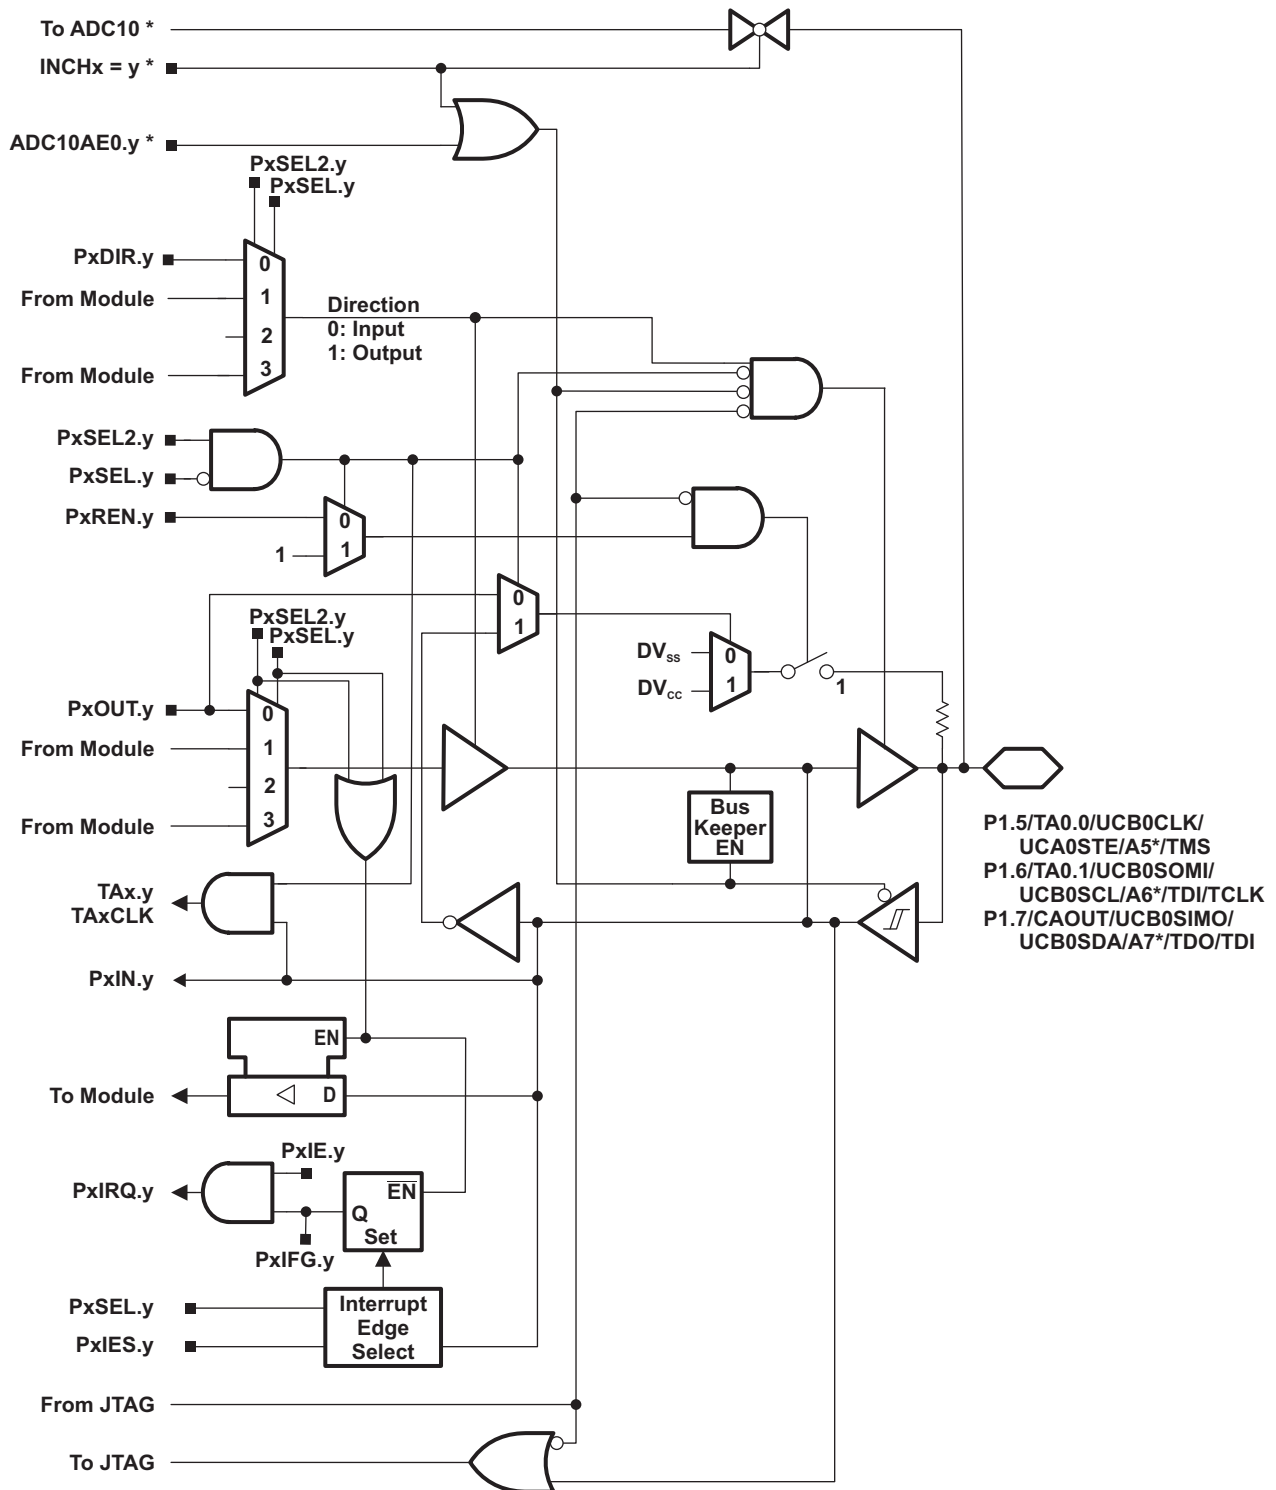 To ADC10 *
INCHx = y *
ADC10AE0.y *
PxSEL2.y
PxSEL.y
PxDIR.y
0
From Module
1
Direction
0: Input
1: Output
2
From Module
3
PxSEL2.y
PxSEL.y
PxREN.y
0
1
1
0
1
PxSEL2.y
PxSEL.y
DVSS
0
DVCC
1
1
PxOUT.y
0
From Module
1
2
From Module
3
Bus
Keeper
EN
P1.5/TA0.0/UCB0CLK/
UCA0STE/A5*/TMS
P1.6/TA0.1/UCB0SOMI/
UCB0SCL/A6*/TDI/TCLK
P1.7/CAOUT/UCB0SIMO/
UCB0SDA/A7*/TDO/TDI
TAx.y
TAxCLK
PxIN.y
EN
To Module
D
PxIE.y
PxIRQ.y
EN
Q
Set
PxIFG.y
PxSEL.y
PxIES.y
Interrupt
Edge
Select
From JTAG
To JTAG